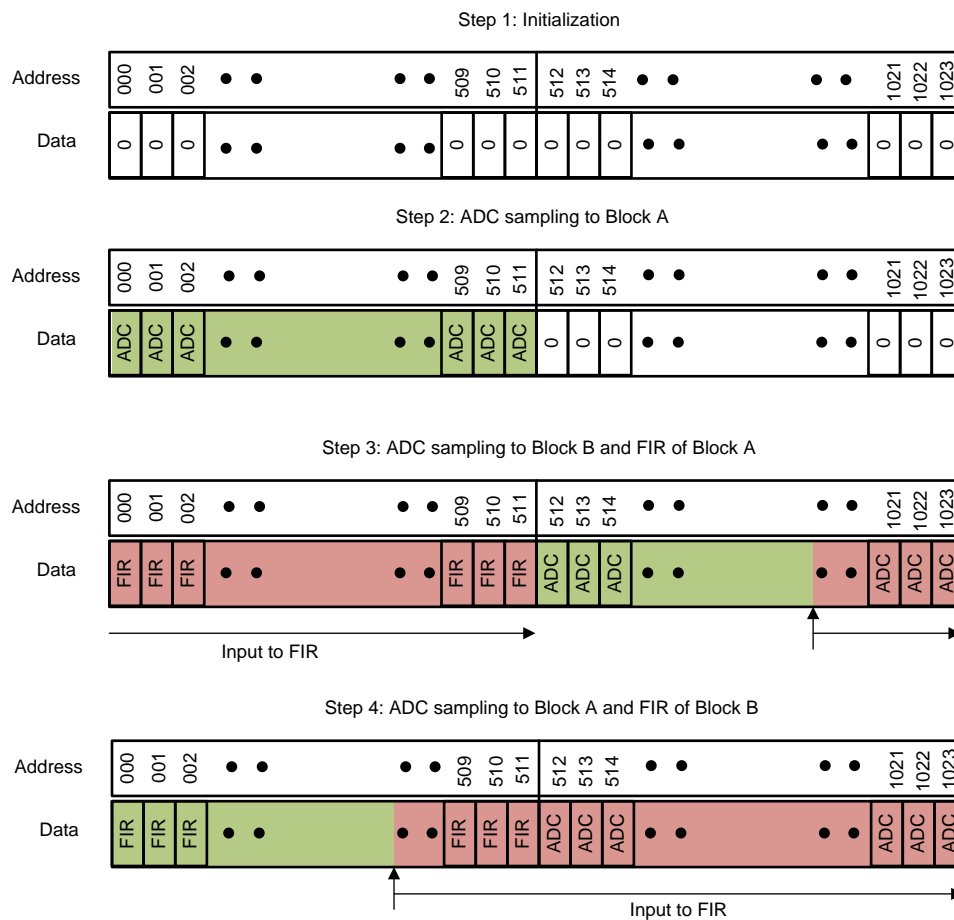 Step 1: Initialization
Address 000 001 002 509 510 511 512 513 514 1021 1022 1023
Data 0 0 0 0 0 0 0 0 0 0 0 0
Step 2: ADC sampling to Block A
Address 000 001 002 509 510 511 512 513 514 1021 1022 1023
Data ADC ADC ADC ADC ADC ADC 0 0 0 0 0 0
Step 3: ADC sampling to Block B and FIR of Block A
Address 000 001 002 509 510 511 512 513 514 1021 1022 1023
Data FIR FIR FIR FIR FIR FIR ADC ADC ADC ADC ADC ADC
Input to FIR
Step 4: ADC sampling to Block A and FIR of Block B
Address 000 001 002 509 510 511 512 513 514 1021 1022 1023
Data FIR FIR FIR FIR FIR FIR ADC ADC ADC ADC ADC ADC
Input to FIR